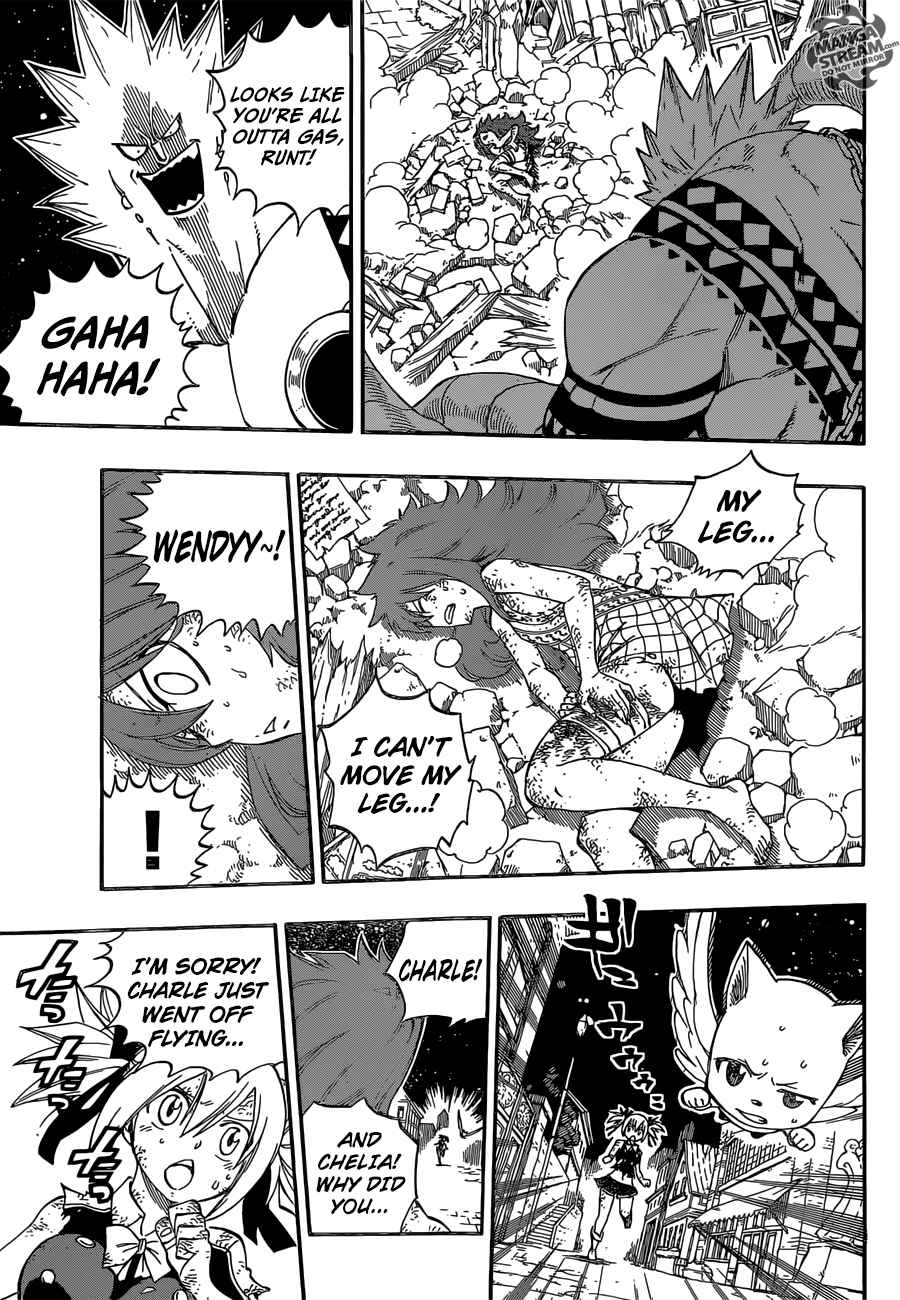 MANGA
STREAM.com
DO NOT MIRROR
LOOKS LIKE
YOU'RE ALL
OUTTA GAS,
RUNT!
GAHA
HAHA!
MY
LEG...
I CAN'T
MOVE MY
LEG...!
WENDYY~!
!
CHARLE!
AND
CHELIA!
WHY DID
YOU...
I'M SORRY!
CHARLE JUST
WENT OFF
FLYING...